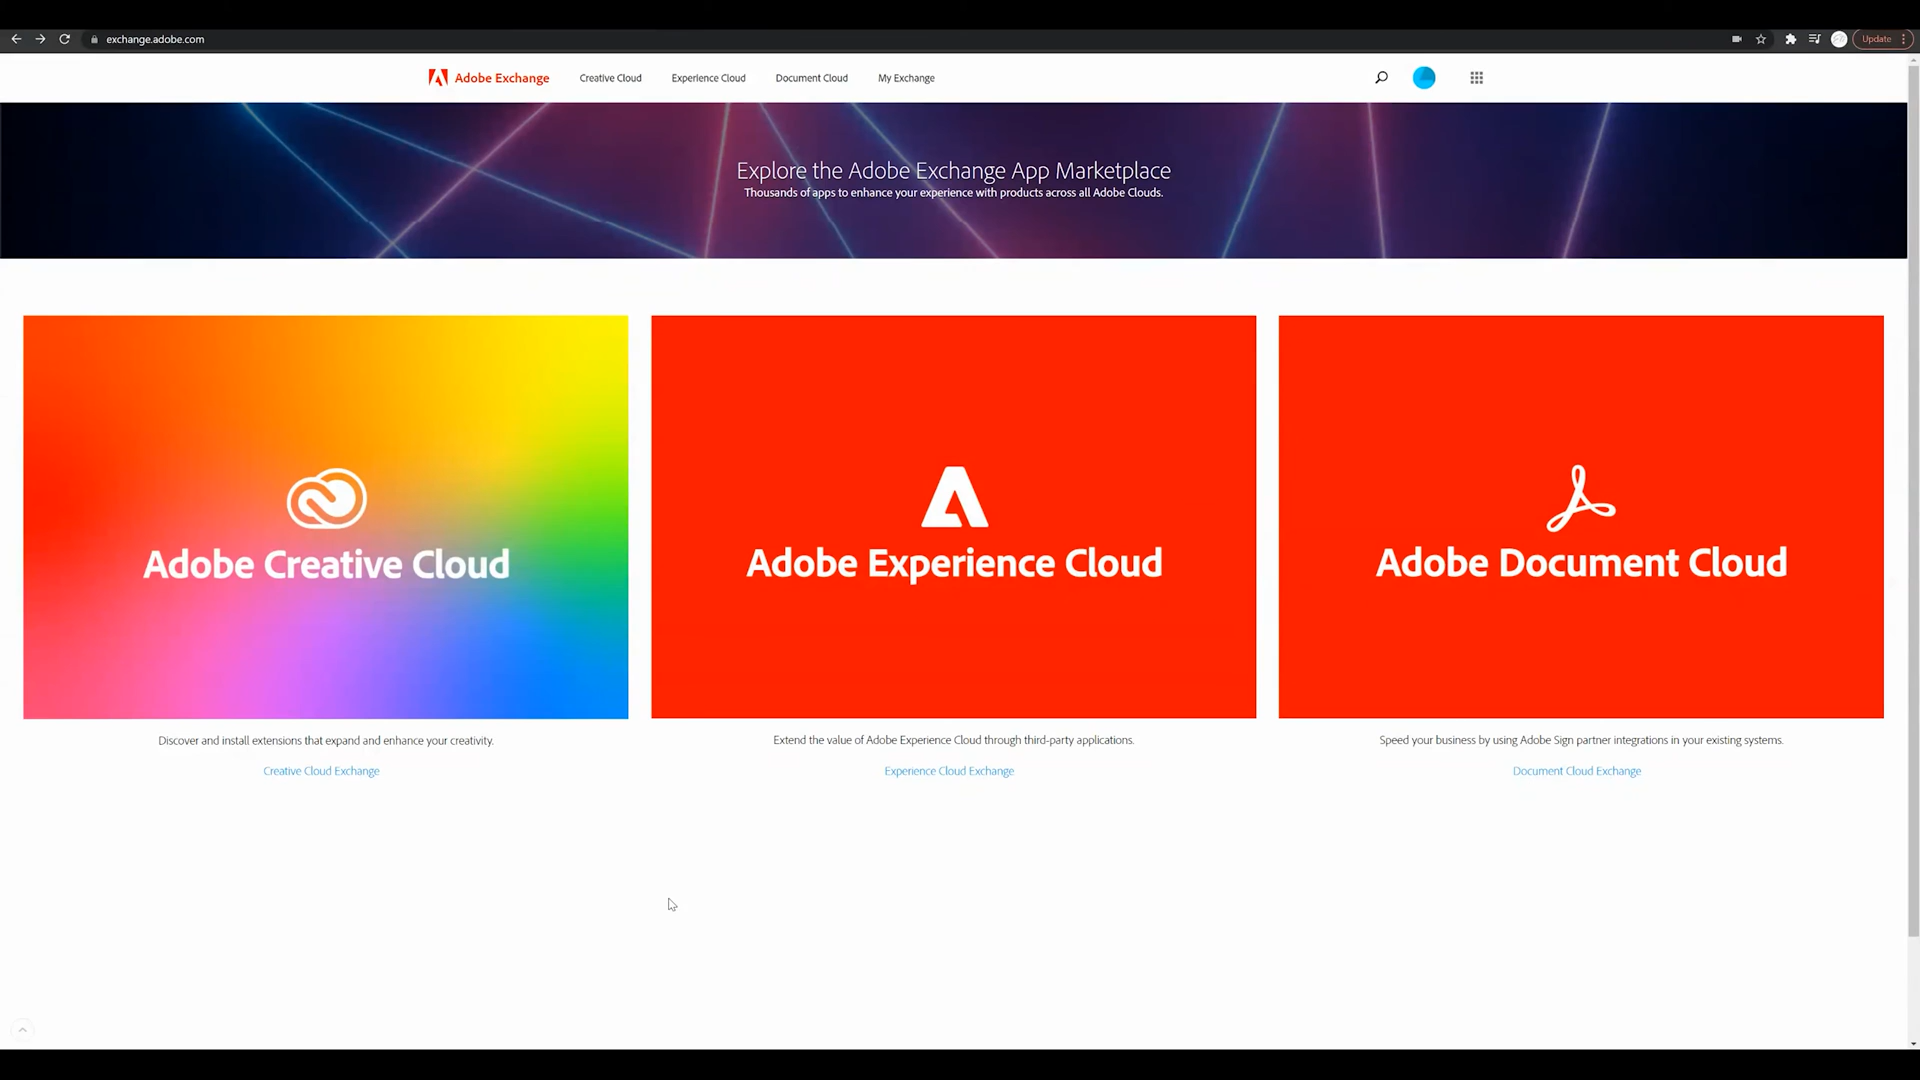 exchange.adobe.com
Update
Adobe Exchange
Creative Cloud
Experience Cloud
Document Cloud
My Exchange
Explore the Adobe Exchange App Marketplace
Thousands of apps to enhance your experience with products across all Adobe Clouds.
Adobe Creative Cloud
Adobe Experience Cloud
Adobe Document Cloud
Discover and install extensions that expand and enhance your creativity.
Extend the value of Adobe Experience Cloud through third-party applications.
Speed your business by using Adobe Sign partner integrations in your existing systems.
Creative Cloud Exchange
Experience Cloud Exchange
Document Cloud Exchange